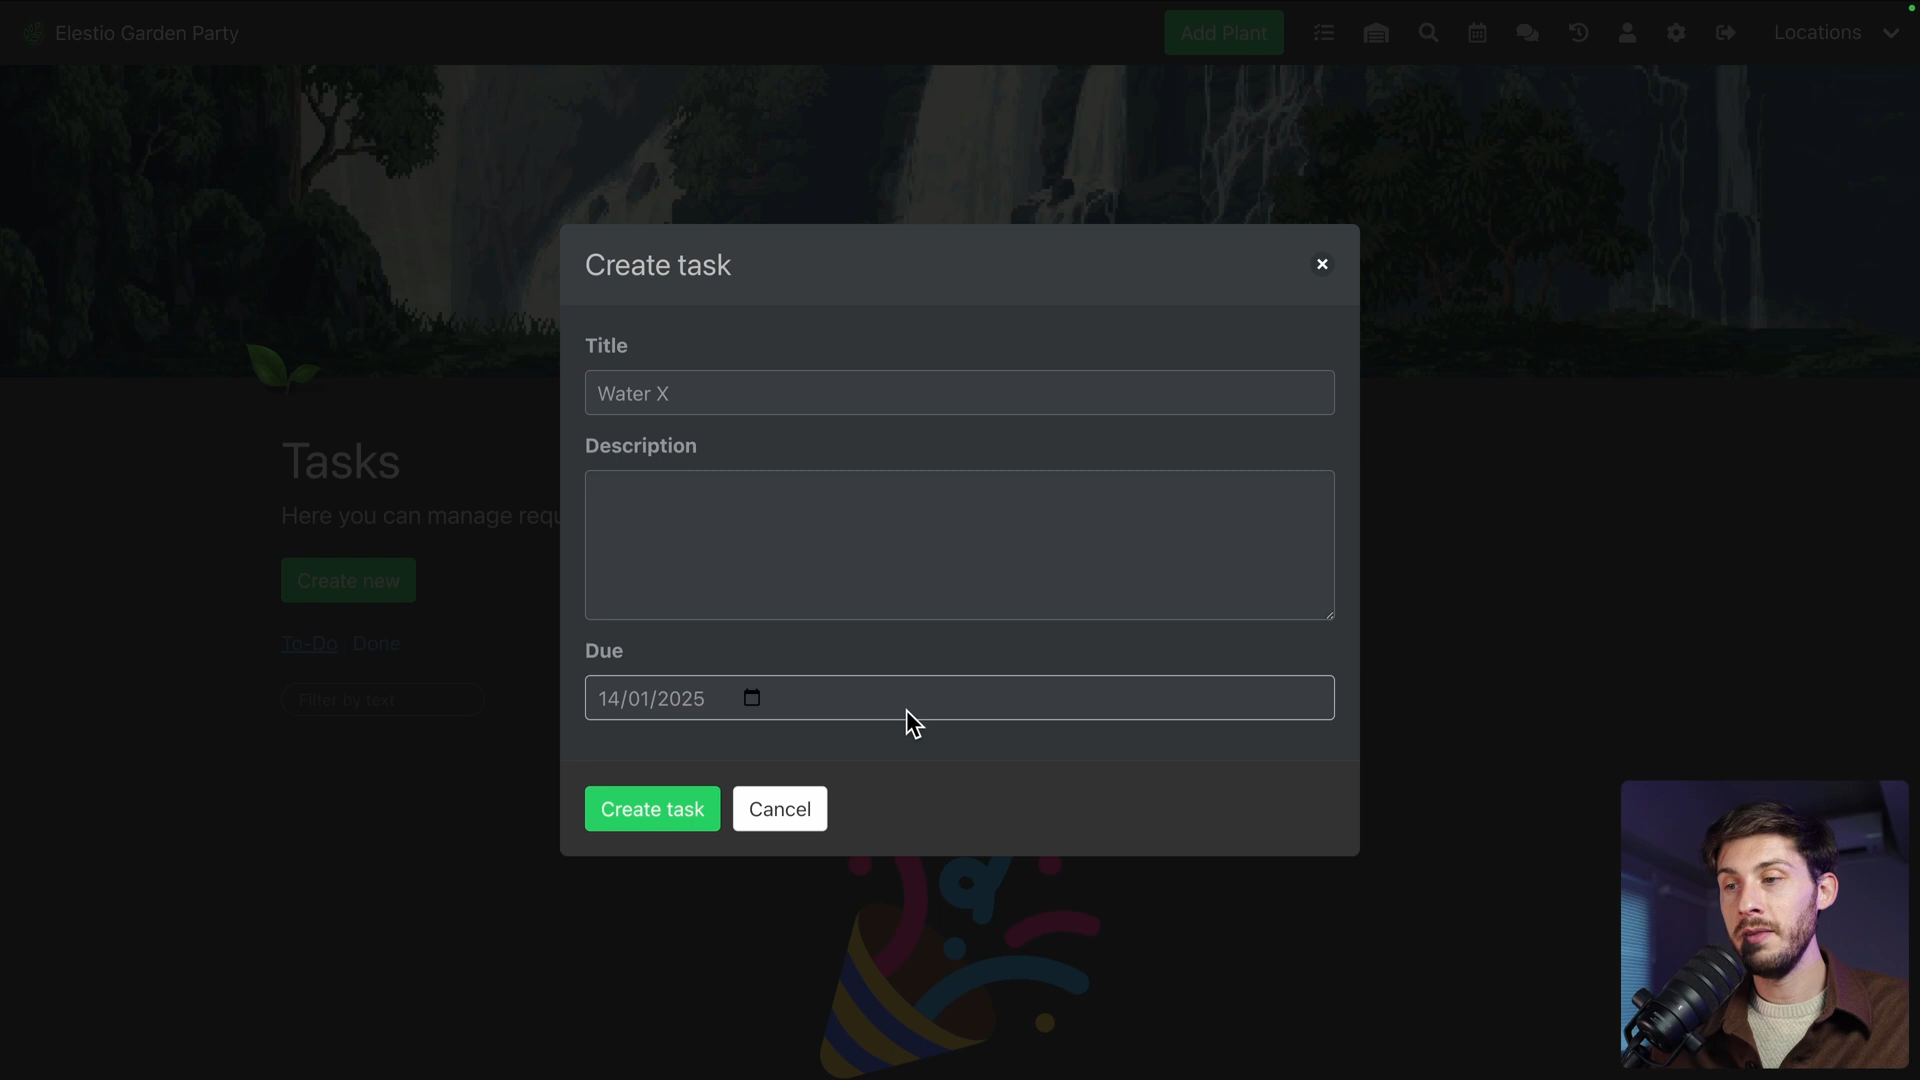 Elestio Garden Party
Add Plant
Locations
Create task
Title
Water X
Description
Tasks
Here you can manage requ
Create new
To-Do Done
Filter by text
Due
14/01/2025
Create task Cancel